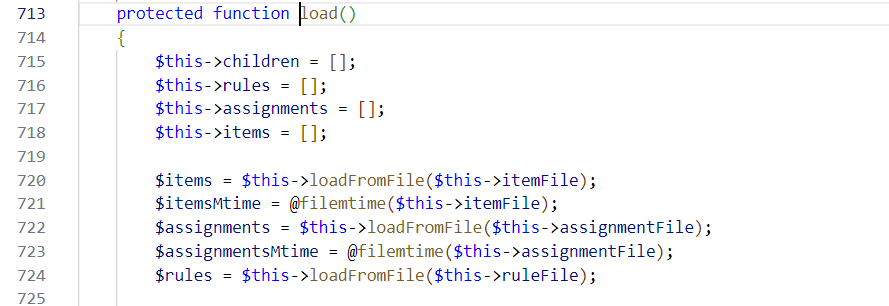 713 protected function load()
714 {
715 $this->children = [];
716 $this->rules = [];
717 $this->assignments = [];
718 $this->items = [];
719
720 $items = $this->loadFromFile($this->itemFile);
721 $itemsMtime = @filemtime($this->itemFile);
722 $assignments = $this->loadFromFile($this->assignmentFile);
723 $assignmentsMtime = @filemtime($this->assignmentFile);
724 $rules = $this->loadFromFile($this->ruleFile);
725